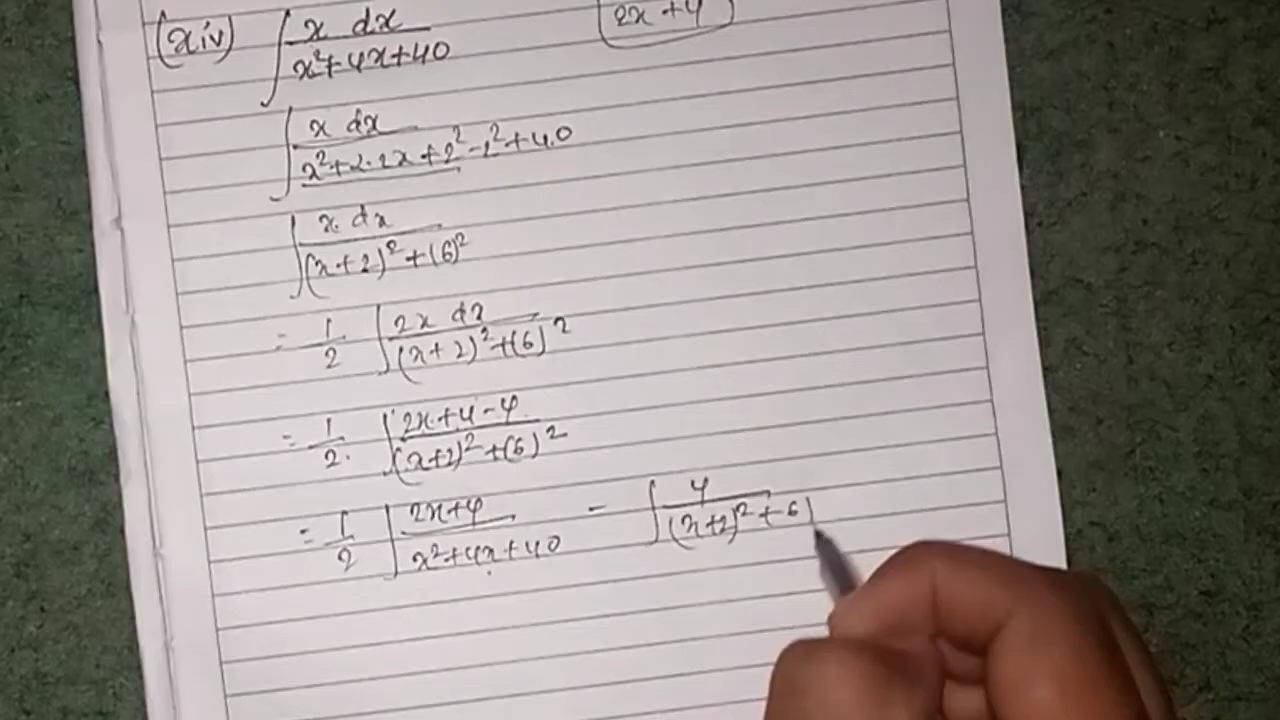 (xiv) ∫ x dx / x²+4x+40
2x+4
∫ x dx / x²+2.2x+2²-2²+40
∫ x dx / (x+2)²+(6)²
= 1/2 ∫ 2x dx / (x+2)²+(6)²
= 1/2. ∫ 2x+4-4 / (x+2)²+(6)²
= 1/2 ∫ 2x+4 / x²+4x+40 - ∫ 4 / (x+2)²+6)